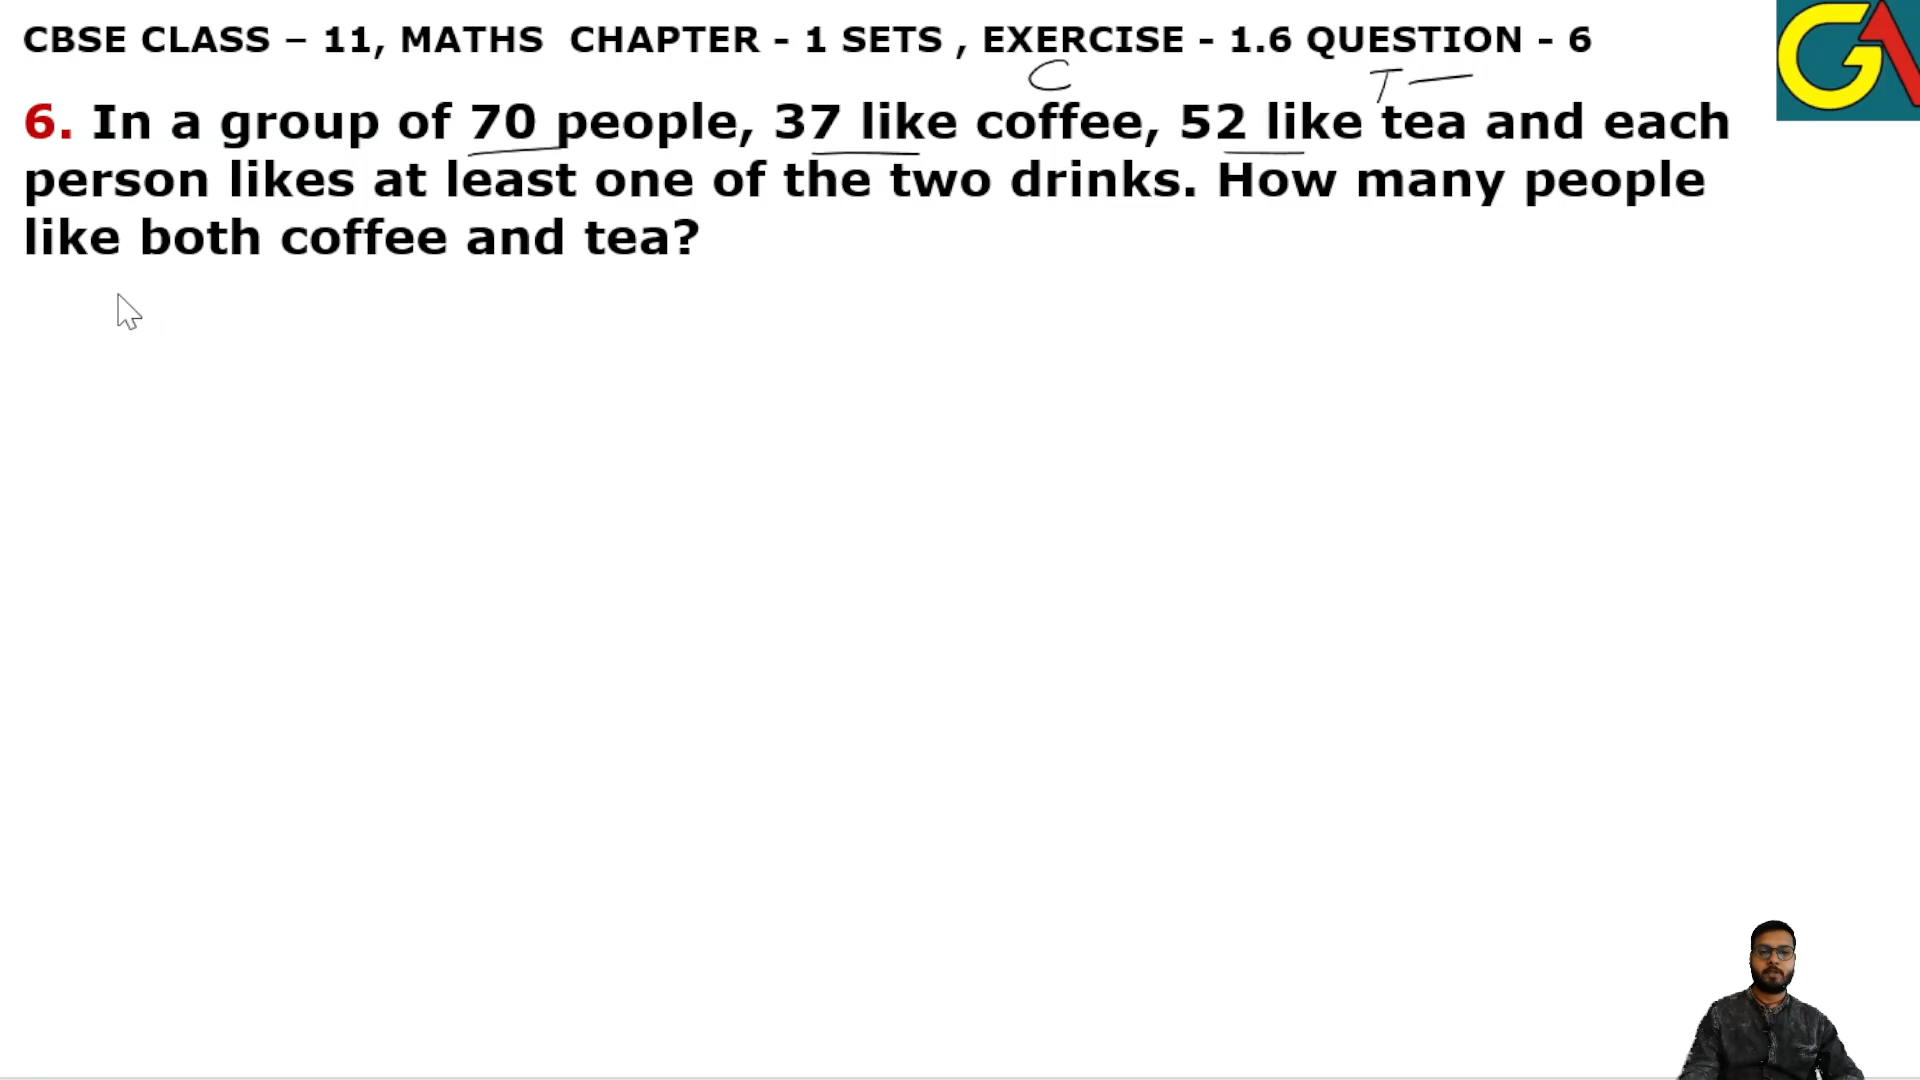 CBSE CLASS – 11, MATHS CHAPTER - 1 SETS , EXERCISE - 1.6 QUESTION - 6
C T
6. In a group of 70 people, 37 like coffee, 52 like tea and each
person likes at least one of the two drinks. How many people
like both coffee and tea?
GA